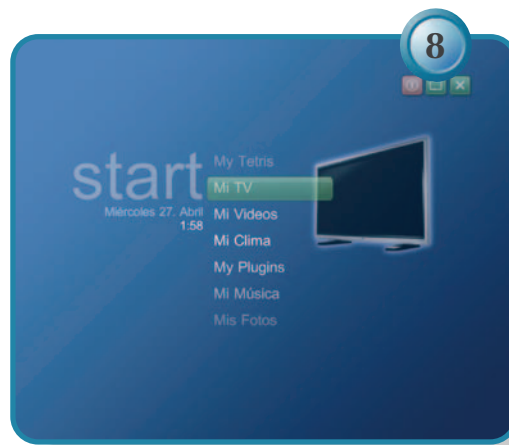 8
start
Miércoles 27. Abril
1:58
My Tetris
Mi TV
Mi Videos
Mi Clima
My Plugins
Mi Música
Mis Fotos